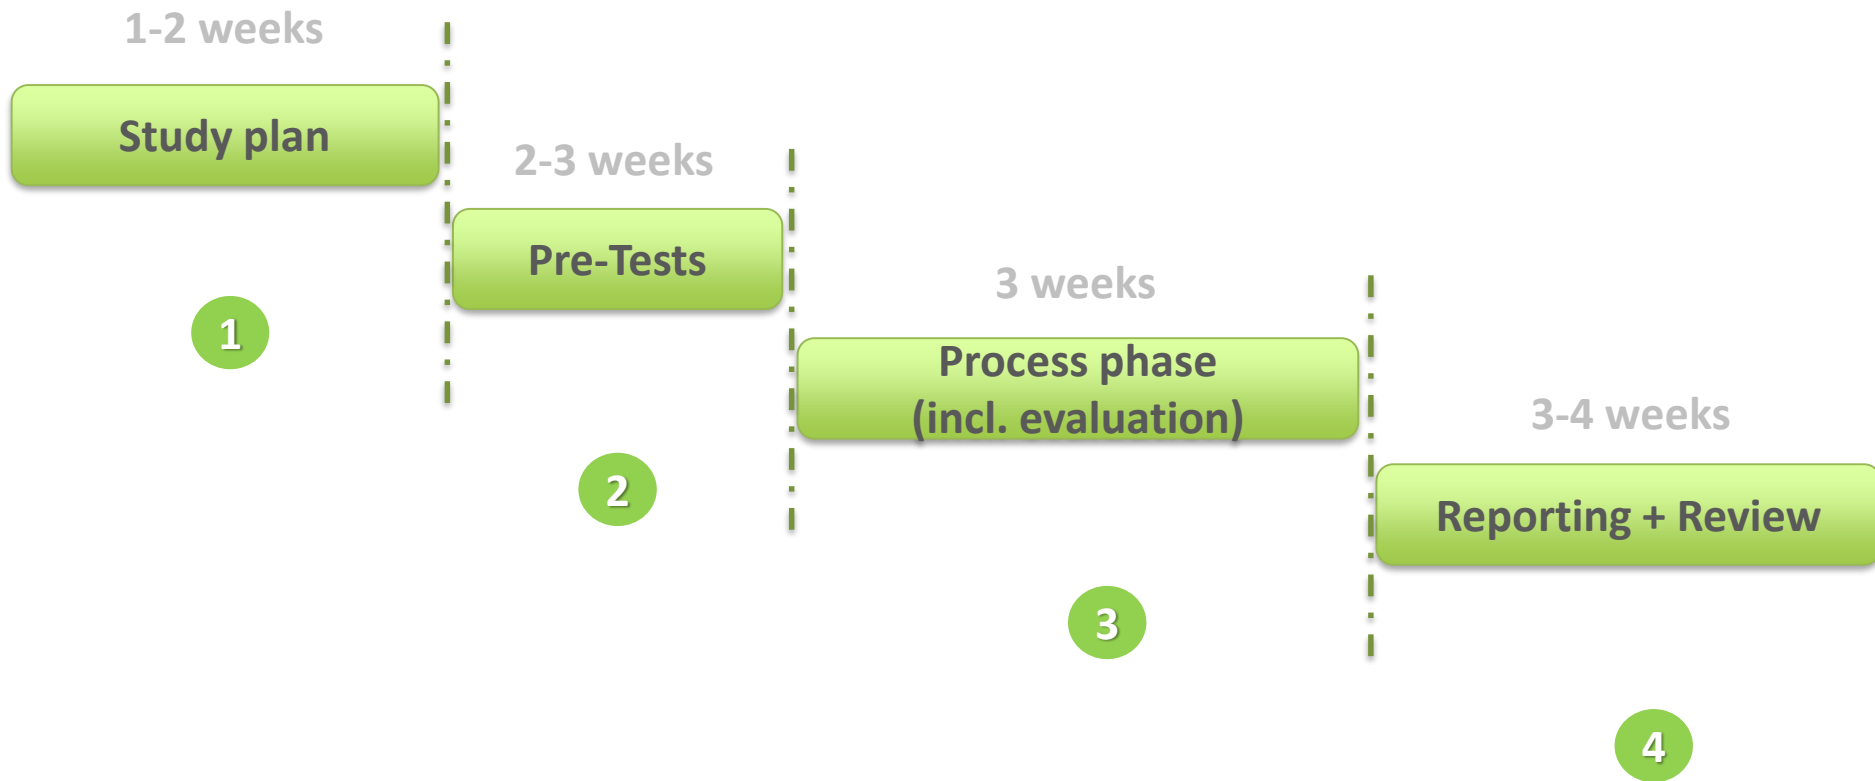 1-2 weeks
Study plan
1
2-3 weeks
Pre-Tests
2
3 weeks
Process phase
(incl. evaluation)
3
3-4 weeks
Reporting + Review
4